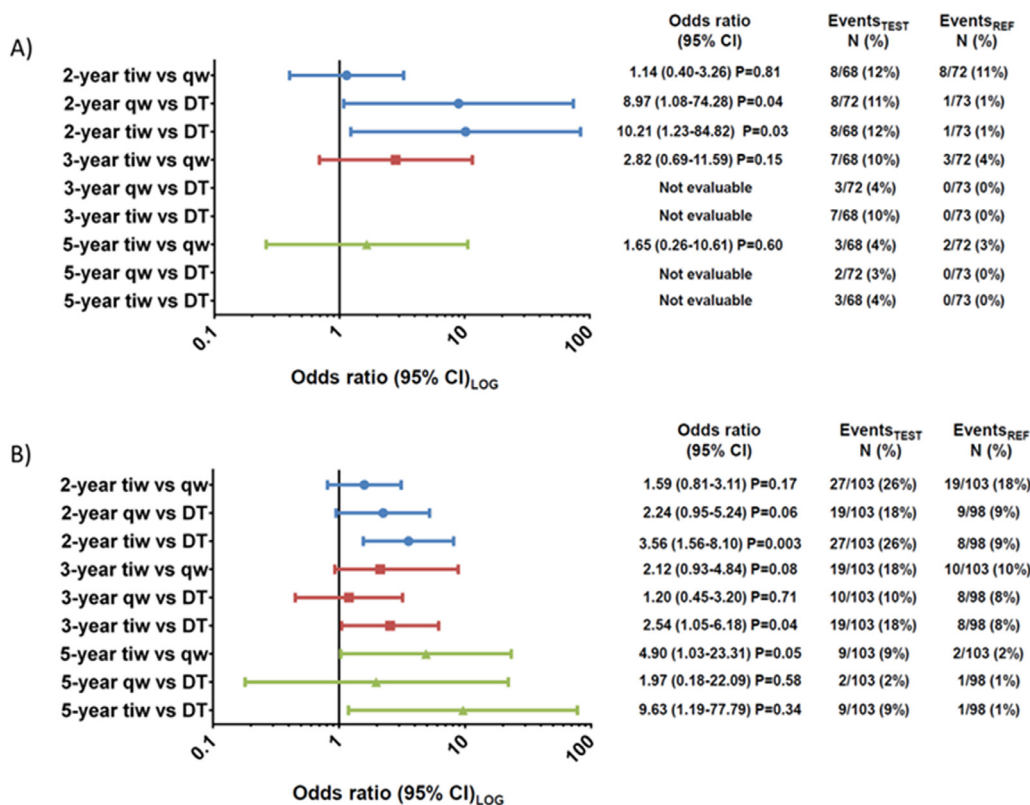 A)
Odds ratio (95% CI) EventsTEST N (%) EventsREF N (%)
2-year tiw vs qw 1.14 (0.40-3.26) P=0.81 8/68 (12%) 8/72 (11%)
2-year qw vs DT 8.97 (1.08-74.28) P=0.04 8/72 (11%) 1/73 (1%)
2-year tiw vs DT 10.21 (1.23-84.82) P=0.03 8/68 (12%) 1/73 (1%)
3-year tiw vs qw 2.82 (0.69-11.59) P=0.15 7/68 (10%) 3/72 (4%)
3-year qw vs DT Not evaluable 3/72 (4%) 0/73 (0%)
3-year tiw vs DT Not evaluable 7/68 (10%) 0/73 (0%)
5-year tiw vs qw 1.65 (0.26-10.61) P=0.60 3/68 (4%) 2/72 (3%)
5-year qw vs DT Not evaluable 2/72 (3%) 0/73 (0%)
5-year tiw vs DT Not evaluable 3/68 (4%) 0/73 (0%)
0.1 1 10 100
Odds ratio (95% CI)LOG
B)
Odds ratio (95% CI) EventsTEST N (%) EventsREF N (%)
2-year tiw vs qw 1.59 (0.81-3.11) P=0.17 27/103 (26%) 19/103 (18%)
2-year qw vs DT 2.24 (0.95-5.24) P=0.06 19/103 (18%) 9/98 (9%)
2-year tiw vs DT 3.56 (1.56-8.10) P=0.003 27/103 (26%) 8/98 (9%)
3-year tiw vs qw 2.12 (0.93-4.84) P=0.08 19/103 (18%) 10/103 (10%)
3-year qw vs DT 1.20 (0.45-3.20) P=0.71 10/103 (10%) 8/98 (8%)
3-year tiw vs DT 2.54 (1.05-6.18) P=0.04 19/103 (18%) 8/98 (8%)
5-year tiw vs qw 4.90 (1.03-23.31) P=0.05 9/103 (9%) 2/103 (2%)
5-year qw vs DT 1.97 (0.18-22.09) P=0.58 2/103 (2%) 1/98 (1%)
5-year tiw vs DT 9.63 (1.19-77.79) P=0.34 9/103 (9%) 1/98 (1%)
0.1 1 10 100
Odds ratio (95% CI)LOG